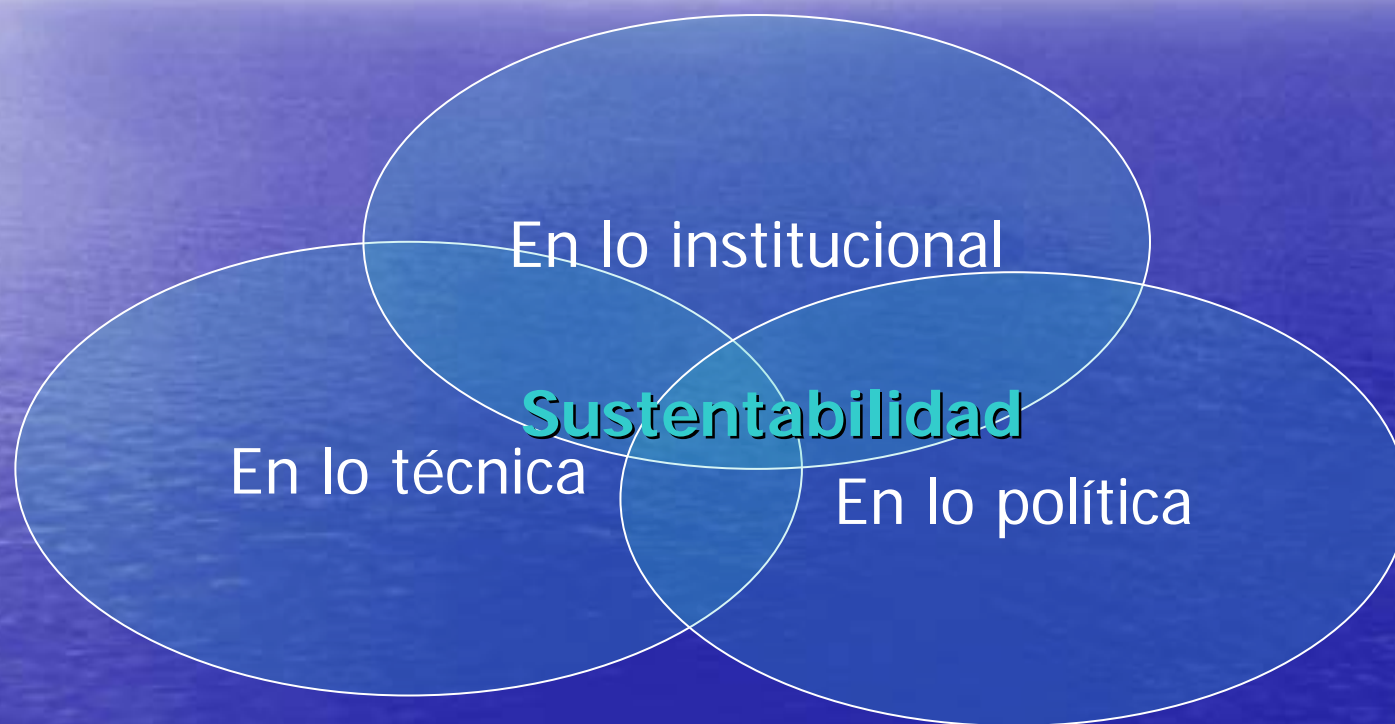 En lo institucional
Sustentabilidad
En lo técnica
En lo política